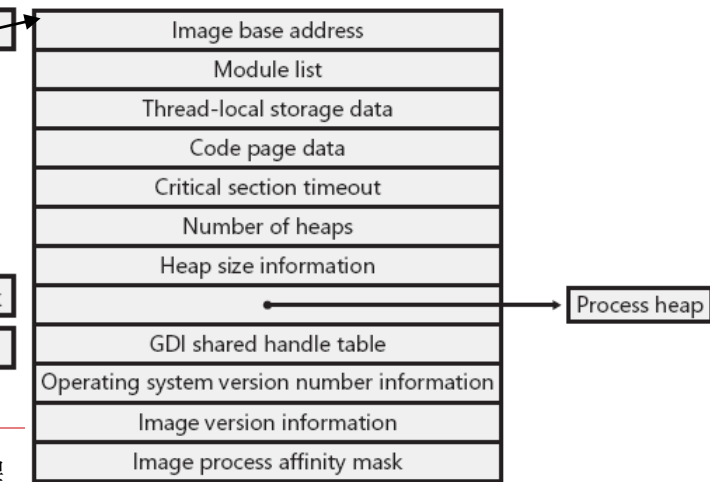 Image base address
Module list
Thread-local storage data
Code page data
Critical section timeout
Number of heaps
Heap size information
Process heap
GDI shared handle table
Operating system version number information
Image version information
Image process affinity mask